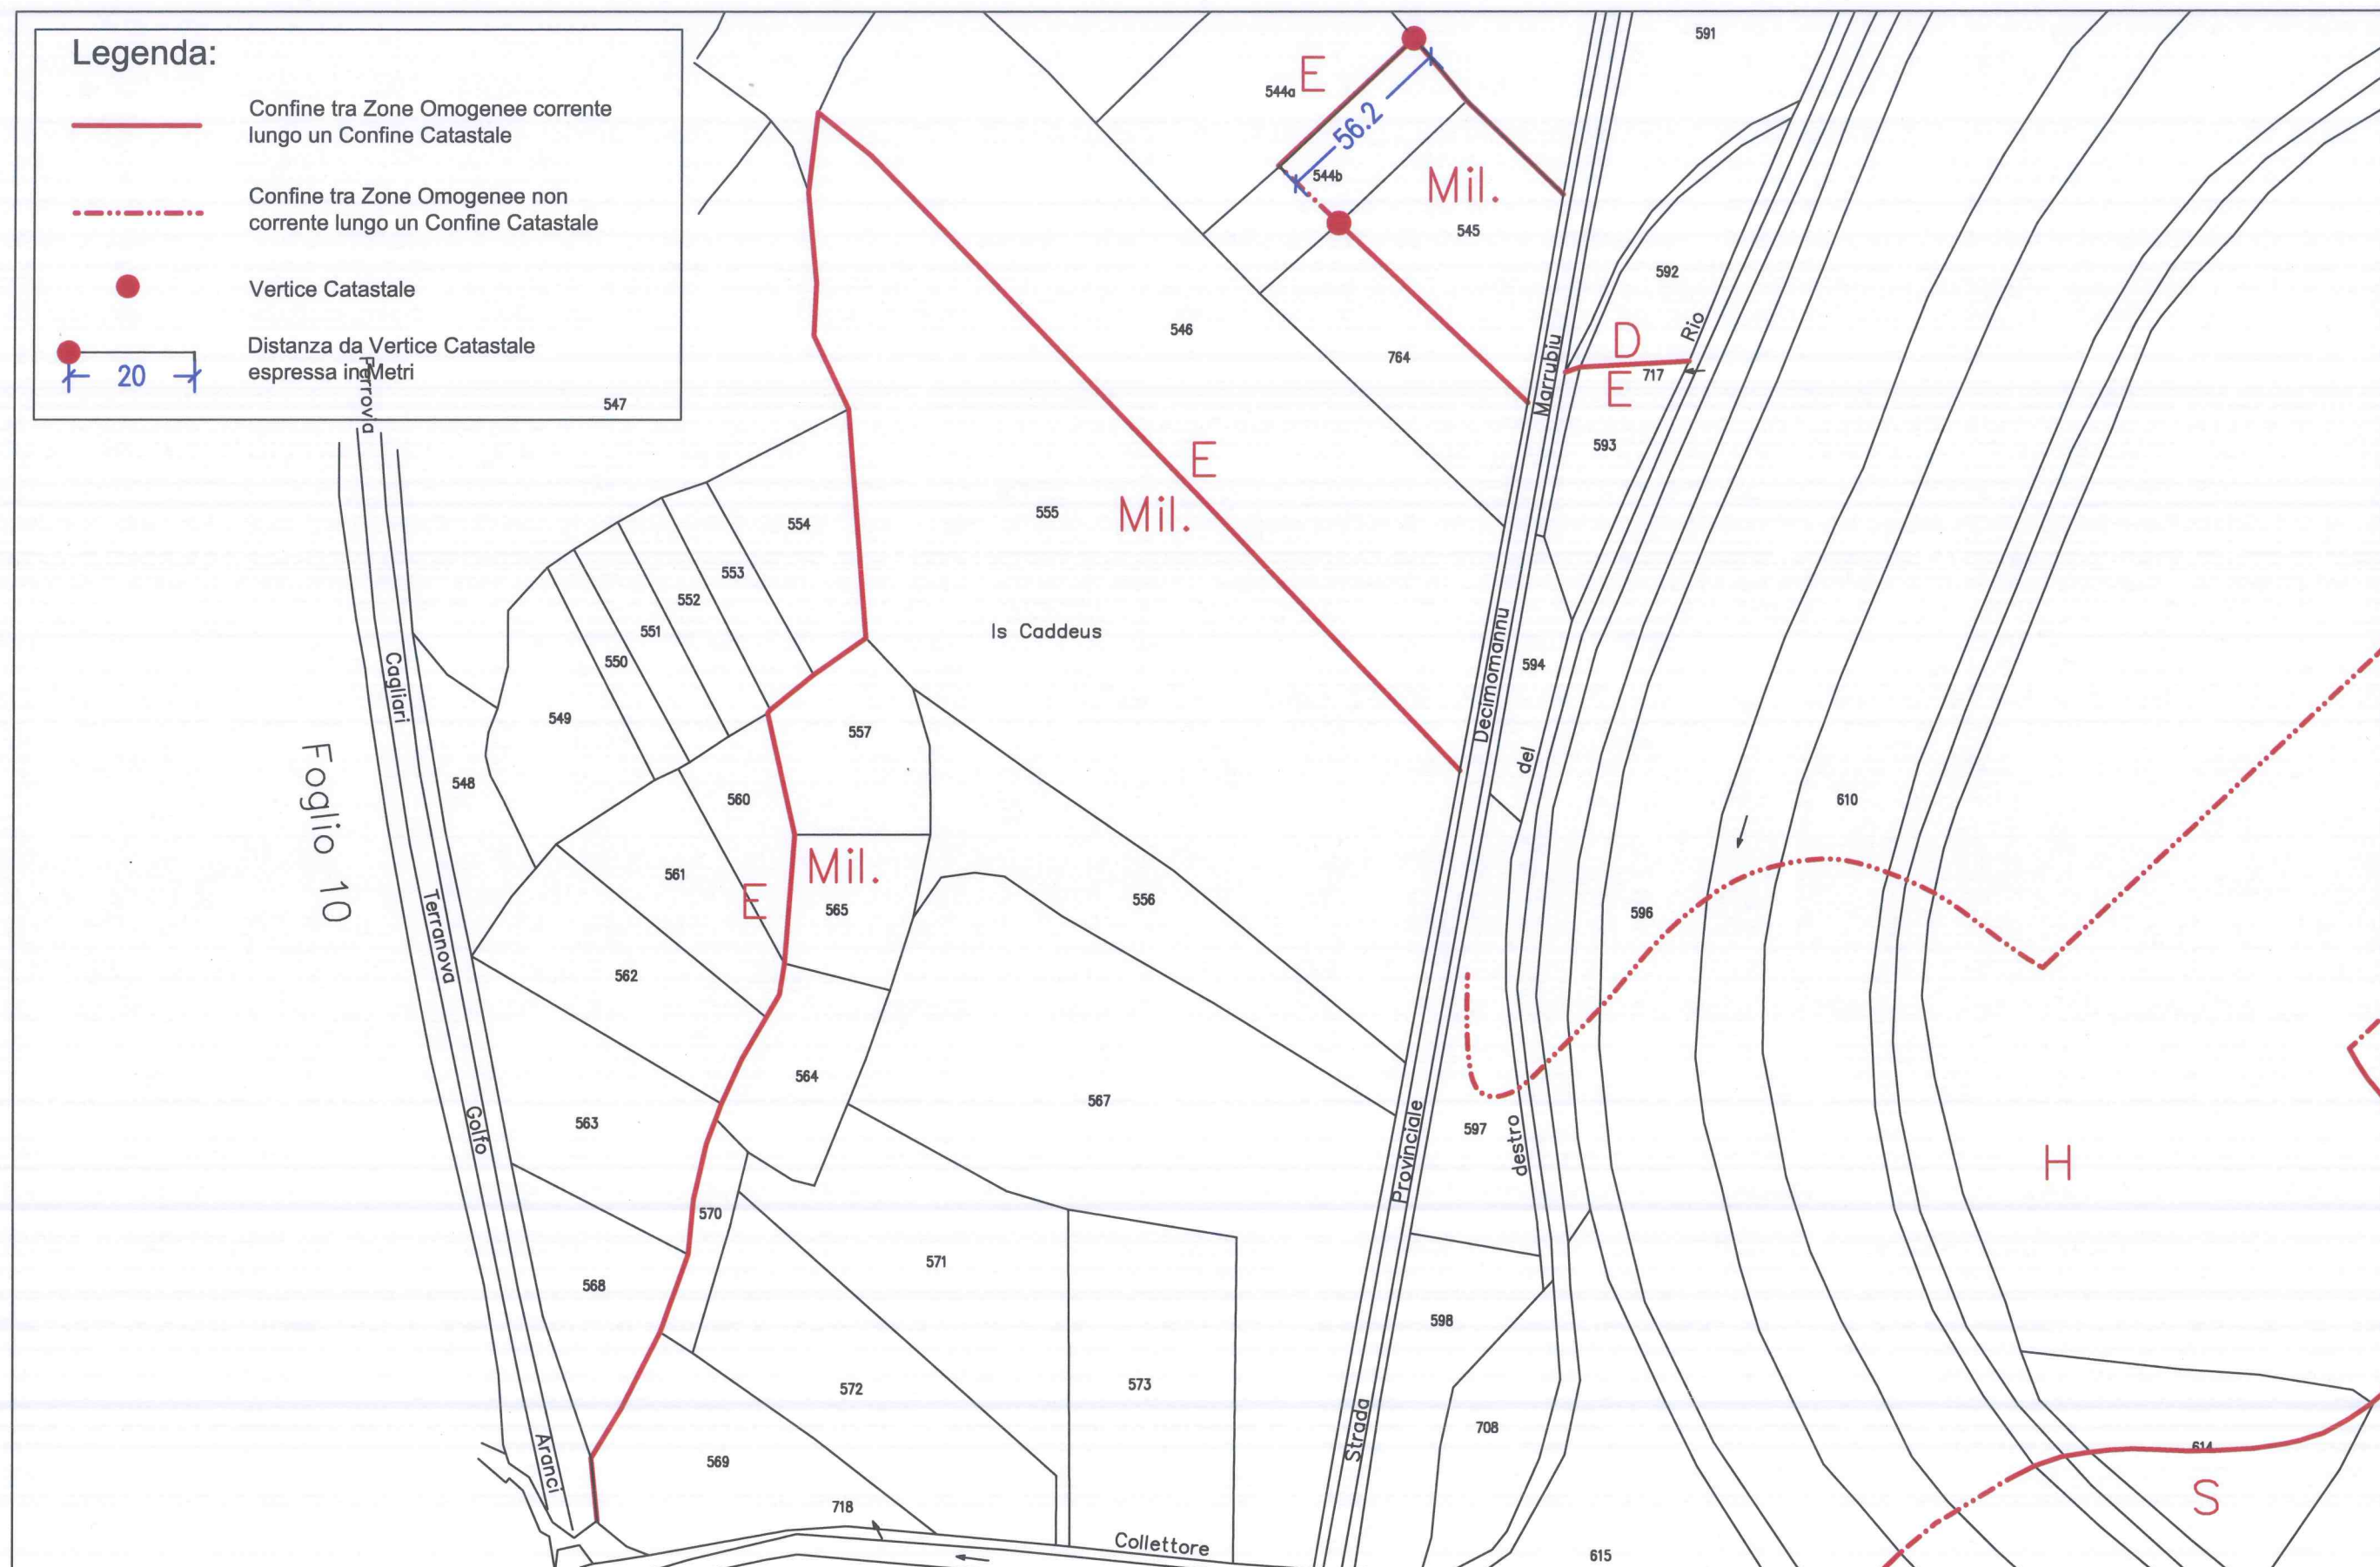 Legenda:
Confine tra Zone Omogenee corrente
lungo un Confine Catastale
Confine tra Zone Omogenee non
corrente lungo un Confine Catastale
Vertice Catastale
Distanza da Vertice Catastale
espressa in Metri
20
Ferrovia
547
591
E
544a
56.2
544b
Mil.
545
592
546
764
Marrubiu
D
Rio
E
717
593
E
Mil.
555
554
553
552
551
550
549
Is Caddeus
594
Decimomannu
del
Cagliari
557
548
560
Foglio 10
610
561
Mil.
E
565
556
596
Terranova
562
564
567
563
Golfo
597
destro
Provinciale
H
570
571
568
598
572
573
708
Strada
569
Aranci
614
S
718
Collettore
615